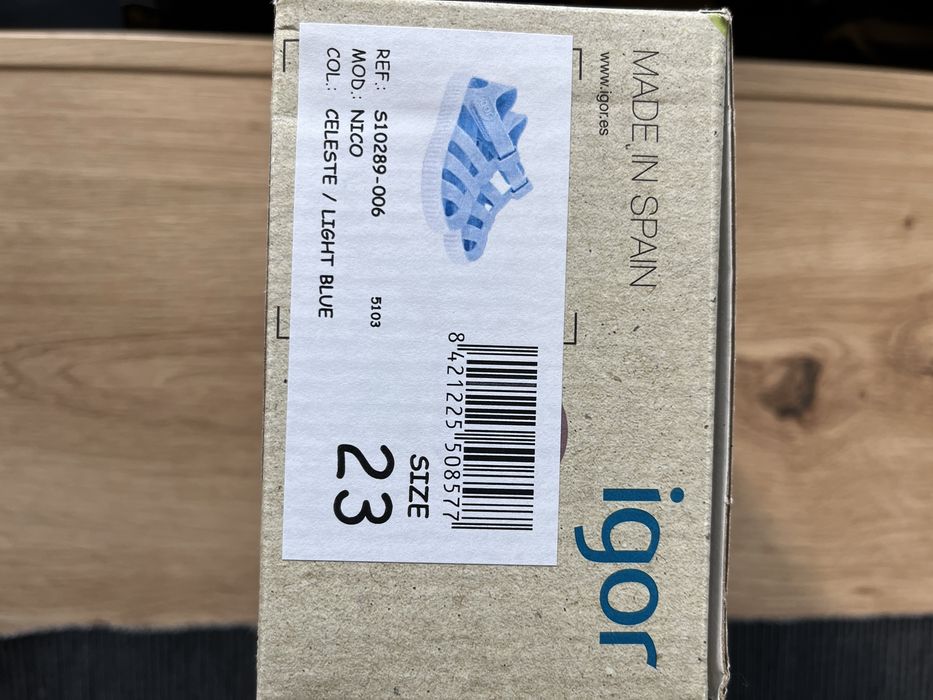 MADE IN SPAIN
www.igor.es
igor
8 421225 508577
SIZE
23
REF.: S10289-006 5103
MOD.: NICO
COL.: CELESTE / LIGHT BLUE